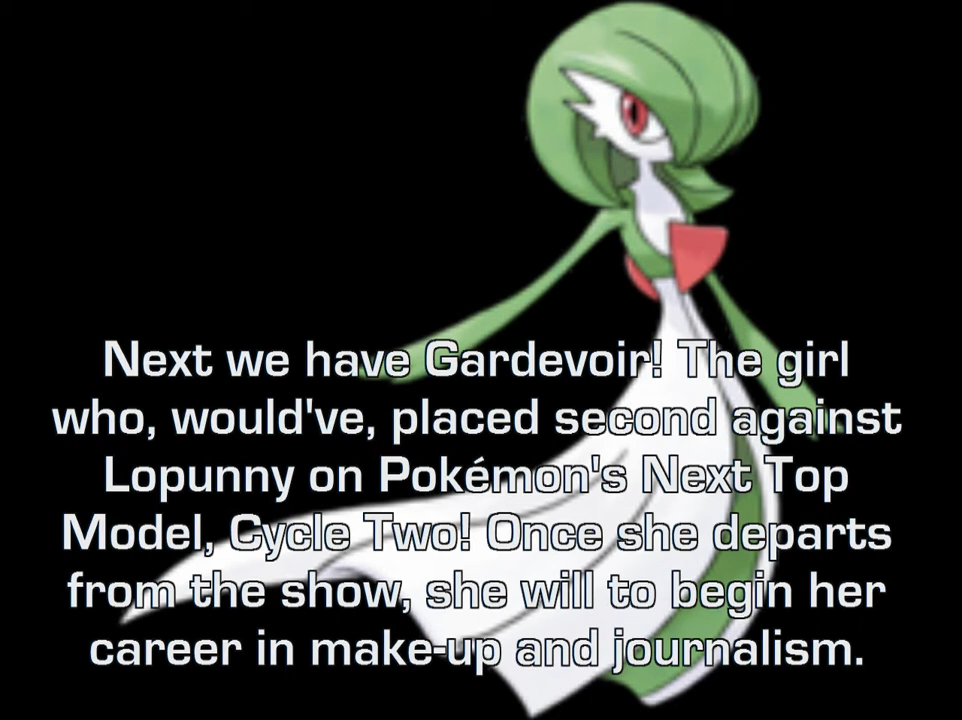 Next we have Gardevoir! The girl
who, would've, placed second against
Lopunny on Pokémon's Next Top
Model, Cycle Two! Once she departs
from the show, she will to begin her
career in make-up and journalism.